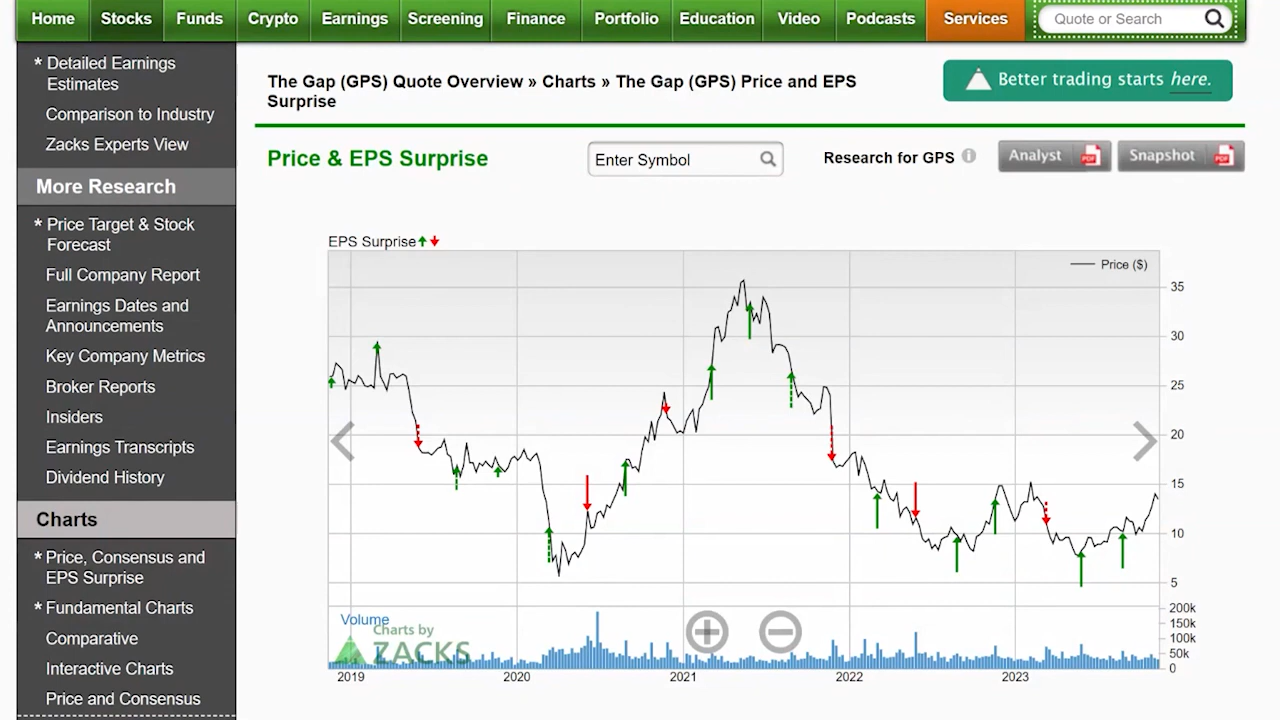 Home Stocks Funds Crypto Earnings Screening Finance Portfolio Education Video Podcasts Services Quote or Search
* Detailed Earnings
Estimates
Comparison to Industry
Zacks Experts View
More Research
* Price Target & Stock
Forecast
Full Company Report
Earnings Dates and
Announcements
Key Company Metrics
Broker Reports
Insiders
Earnings Transcripts
Dividend History
Charts
* Price, Consensus and
EPS Surprise
* Fundamental Charts
Comparative
Interactive Charts
Price and Consensus
The Gap (GPS) Quote Overview » Charts » The Gap (GPS) Price and EPS
Surprise
Better trading starts here.
Price & EPS Surprise
Enter Symbol
Research for GPS
Analyst
PDF
Snapshot
PDF
EPS Surprise
Price ($)
35
30
25
20
15
10
5
200k
150k
100k
50k
0
Volume
Charts by
ZACKS
2019 2020 2021 2022 2023